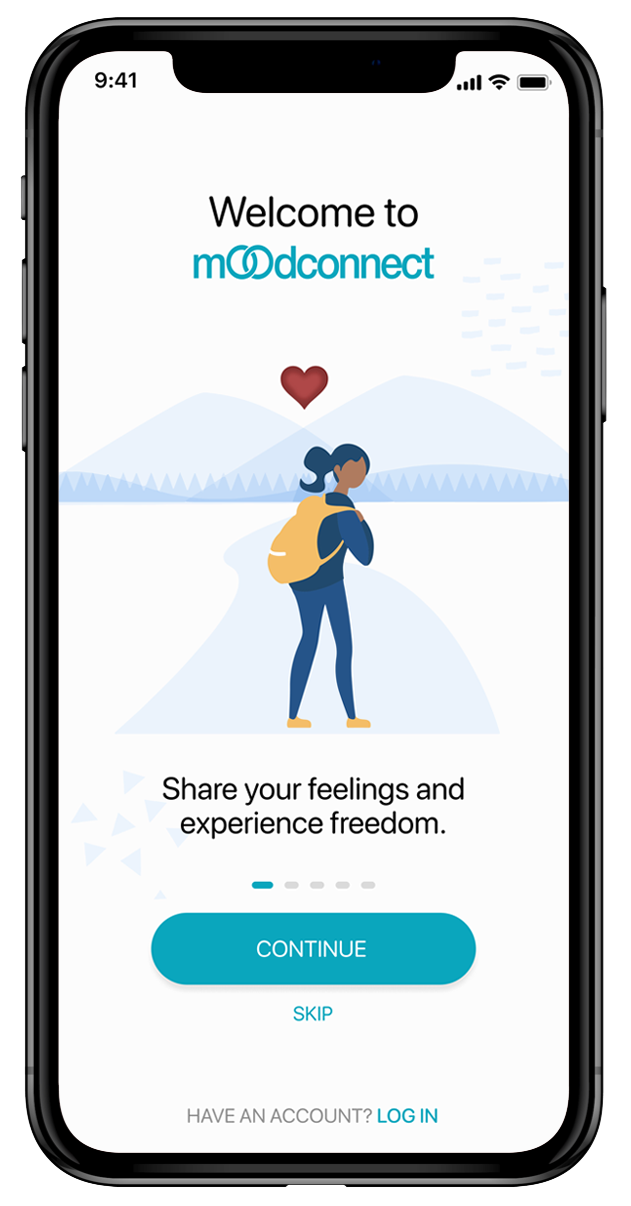 9:41
Welcome to
moodconnect
Share your feelings and
experience freedom.
CONTINUE
SKIP
HAVE AN ACCOUNT? LOG IN